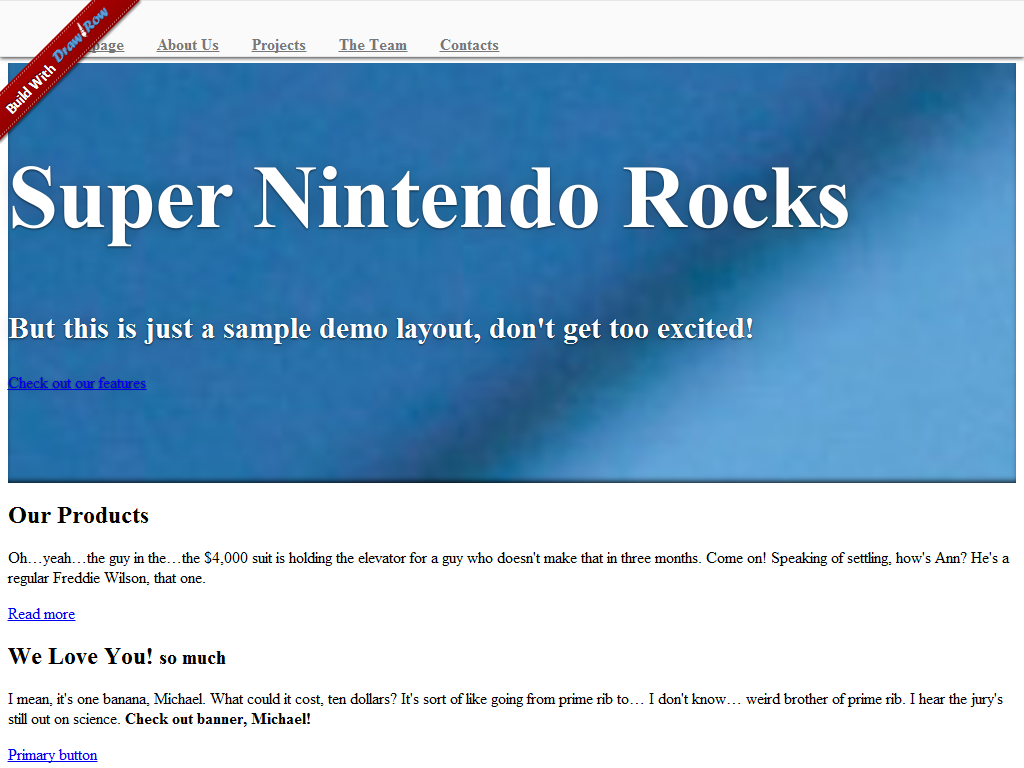 Build With Draw!Row
page About Us Projects The Team Contacts
Super Nintendo Rocks
But this is just a sample demo layout, don't get too excited!
Check out our features
Our Products
Oh…yeah…the guy in the…the $4,000 suit is holding the elevator for a guy who doesn't make that in three months. Come on! Speaking of settling, how's Ann? He's a
regular Freddie Wilson, that one.
Read more
We Love You! so much
I mean, it's one banana, Michael. What could it cost, ten dollars? It's sort of like going from prime rib to… I don't know… weird brother of prime rib. I hear the jury's
still out on science. Check out banner, Michael!
Primary button